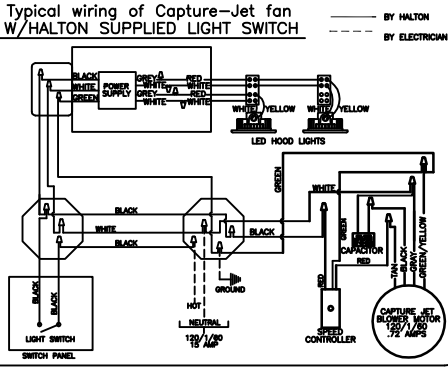 Typical wiring of Capture-Jet fan
W/HALTON SUPPLIED LIGHT SWITCH
BY HALTON
BY ELECTRICIAN
BLACK
WHITE
GREEN
POWER
SUPPLY
GREY RED
WHITE WHITE
GREY RED
WHITE WHITE
WHITE YELLOW
WHITE YELLOW
LED HOOD LIGHTS
GREEN
WHITE
BLACK
WHITE
BLACK
BLACK
GREEN
CAPACITOR
RED
RED
TAN
BLACK
GRAY
GREEN/YELLOW
GROUND
HOT
NEUTRAL
120/1/60
15 AMP
BLACK
BLACK
LIGHT SWITCH
SWITCH PANEL
SPEED
CONTROLLER
CAPTURE JET
BLOWER MOTOR
120/1/60
.72 AMPS